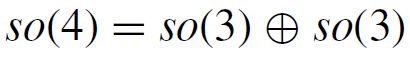 so(4) = so(3) ⊕ so(3)